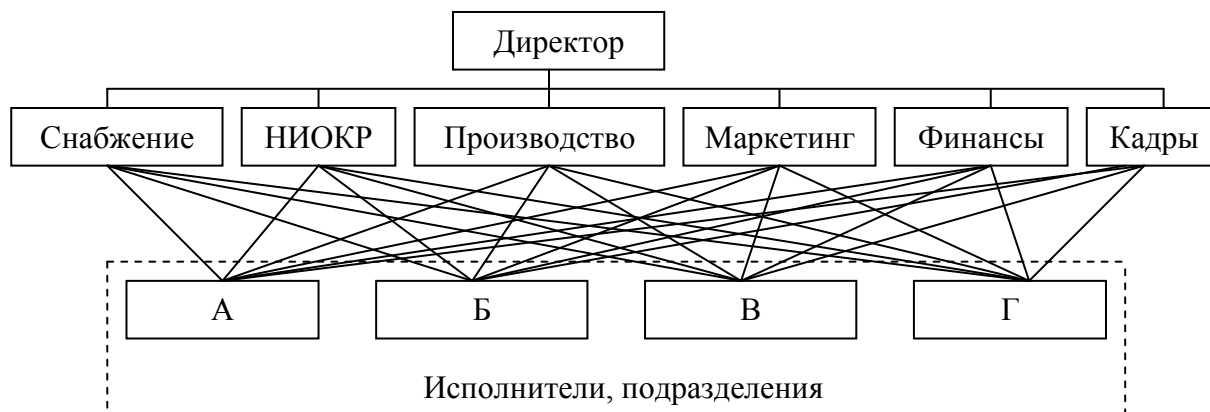 Директор
Снабжение НИОКР Производство Маркетинг Финансы Кадры
А Б В Г
Исполнители, подразделения